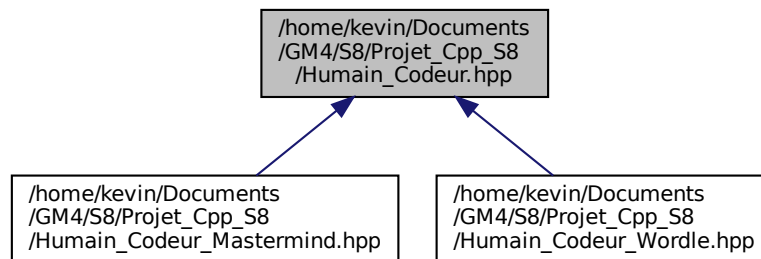 /home/kevin/Documents
/GM4/S8/Projet_Cpp_S8
/Humain_Codeur.hpp
/home/kevin/Documents
/GM4/S8/Projet_Cpp_S8
/Humain_Codeur_Mastermind.hpp
/home/kevin/Documents
/GM4/S8/Projet_Cpp_S8
/Humain_Codeur_Wordle.hpp